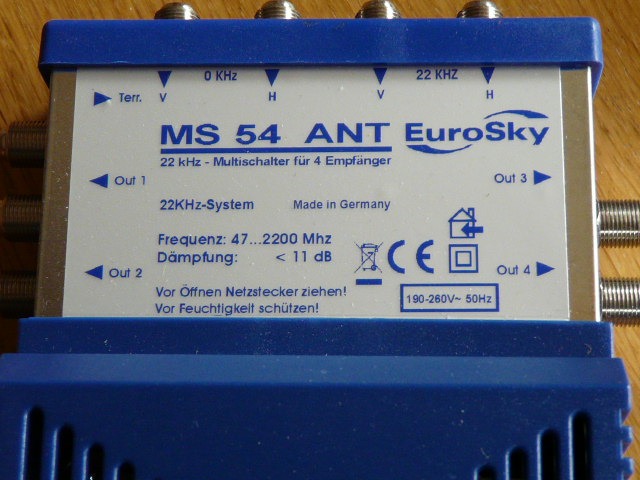 0 KHz 22 KHZ
Terr. V H V H
MS 54 ANT EuroSky
22 kHz - Multischalter für 4 Empfänger
Out 1 Out 3
22KHz-System Made in Germany
Frequenz: 47...2200 Mhz
Dämpfung: < 11 dB
CE
Out 2 Out 4
Vor Öffnen Netzstecker ziehen!
Vor Feuchtigkeit schützen!
190-260V~ 50Hz